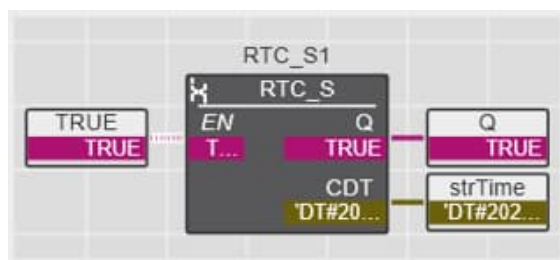 RTC_S1
RTC_S
TRUE EN Q Q
TRUE T... TRUE TRUE
CDT strTime
'DT#20... 'DT#202...